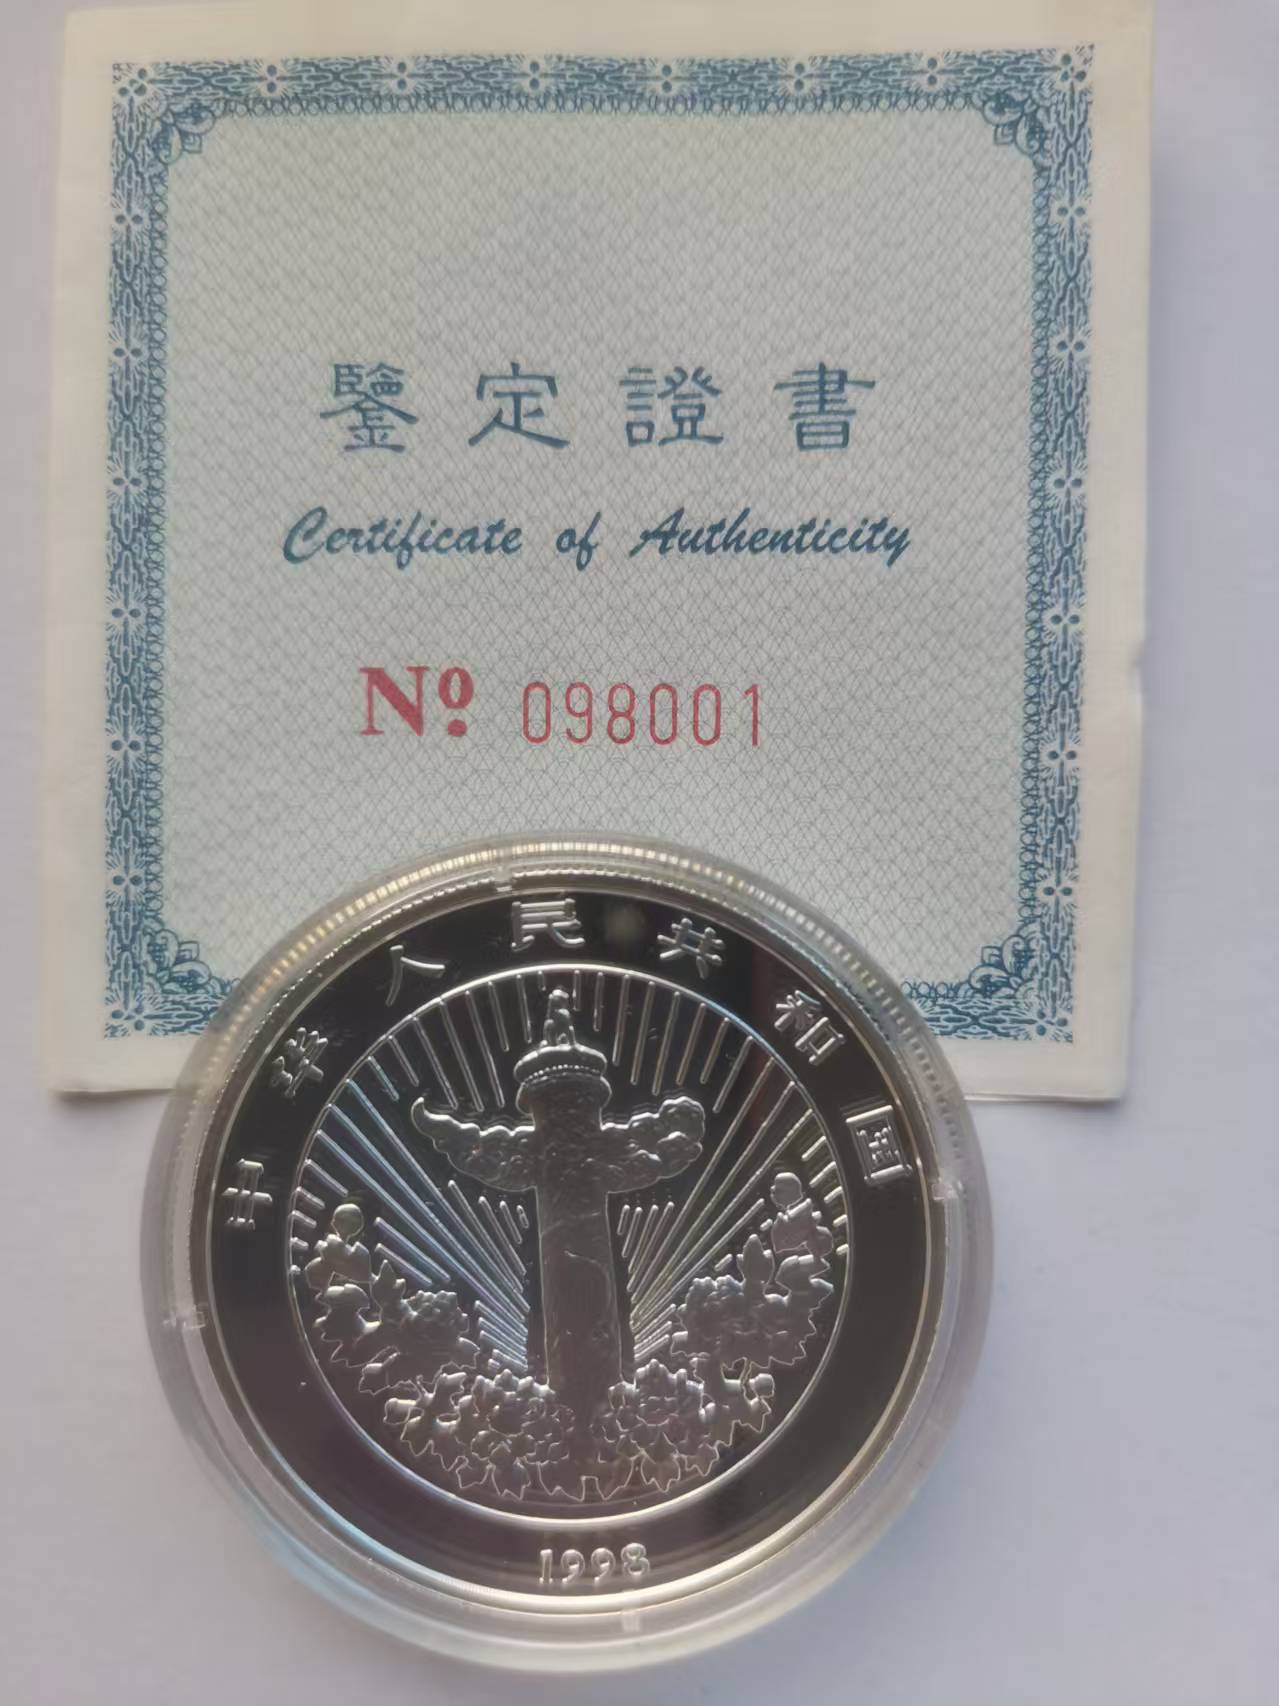 鑒定證書
Certificate of Authenticity
Nº 098001
中华人民共和国
1998